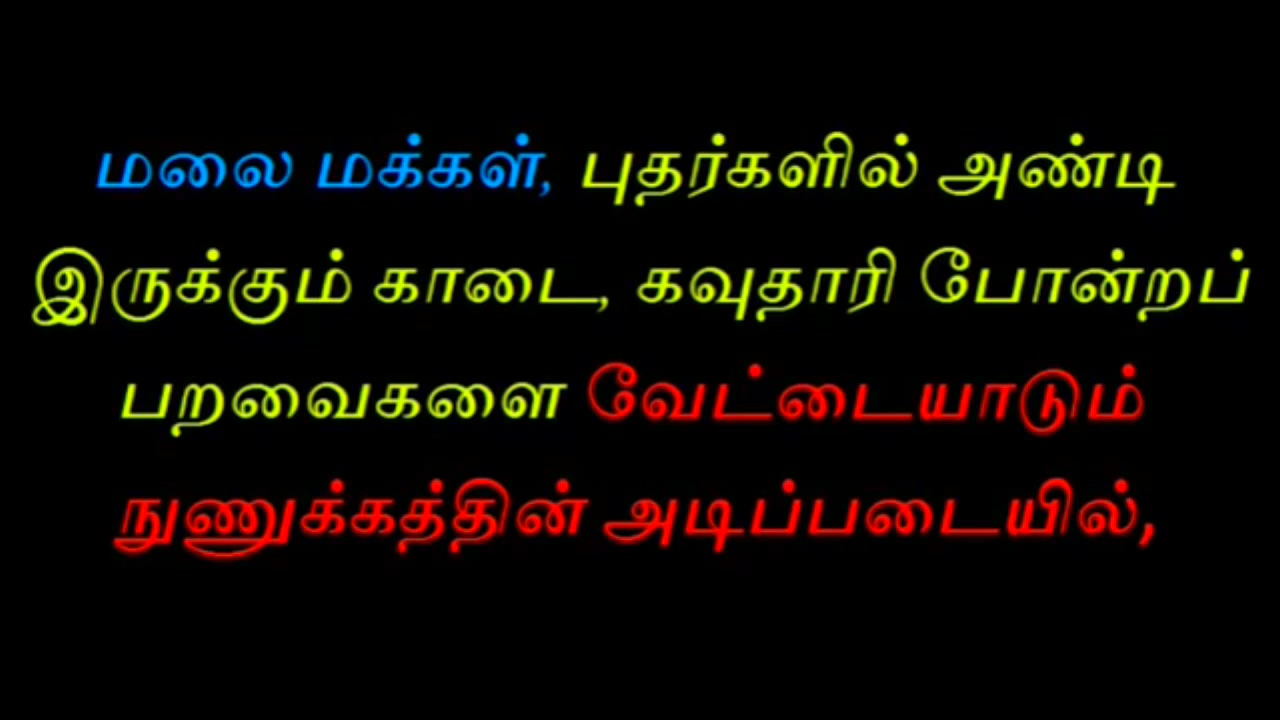 மலை மக்கள், புதர்களில் அண்டி
இருக்கும் காடை, கவுதாரி போன்றப்
பறவைகளை வேட்டையாடும்
நுணுக்கத்தின் அடிப்படையில்,